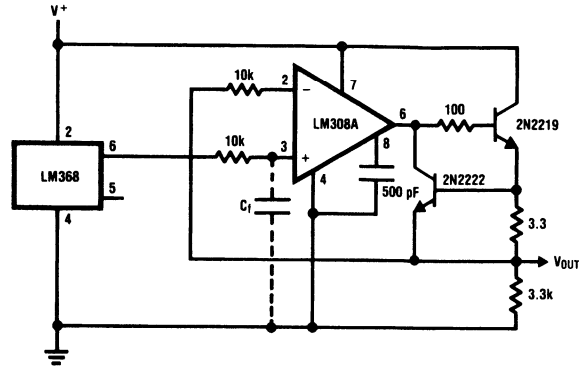 V+
10k
2
−
7
10k
3
+
LM308A
6
100
2N2219
8
4
500 pF
2N2222
2
6
LM368
5
4
Cf
3.3
VOUT
3.3k